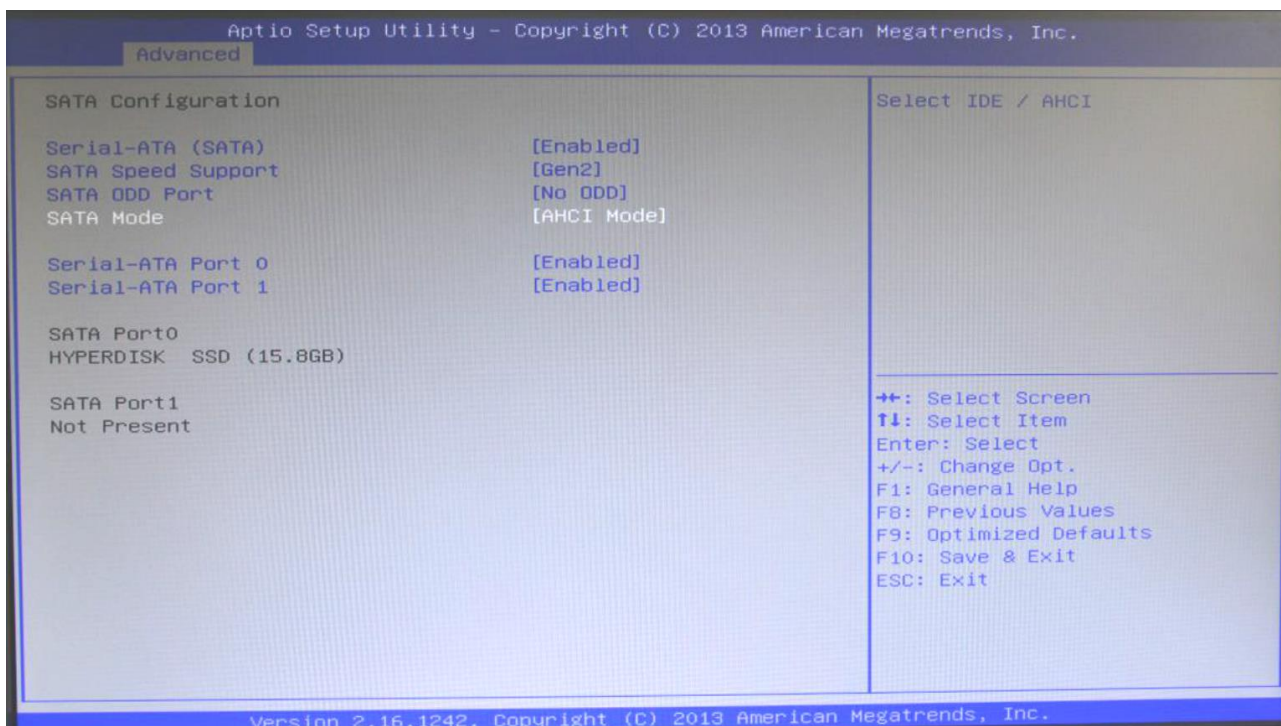 Aptio Setup Utility – Copyright (C) 2013 American Megatrends, Inc.
Advanced
SATA Configuration
Serial-ATA (SATA) [Enabled]
SATA Speed Support [Gen2]
SATA ODD Port [No ODD]
SATA Mode [AHCI Mode]
Serial-ATA Port 0 [Enabled]
Serial-ATA Port 1 [Enabled]
SATA Port0
HYPERDISK SSD (15.8GB)
SATA Port1
Not Present
Select IDE / AHCI
→←: Select Screen
↑↓: Select Item
Enter: Select
+/-: Change Opt.
F1: General Help
F8: Previous Values
F9: Optimized Defaults
F10: Save & Exit
ESC: Exit
Version 2.16.1242. Copyright (C) 2013 American Megatrends, Inc.